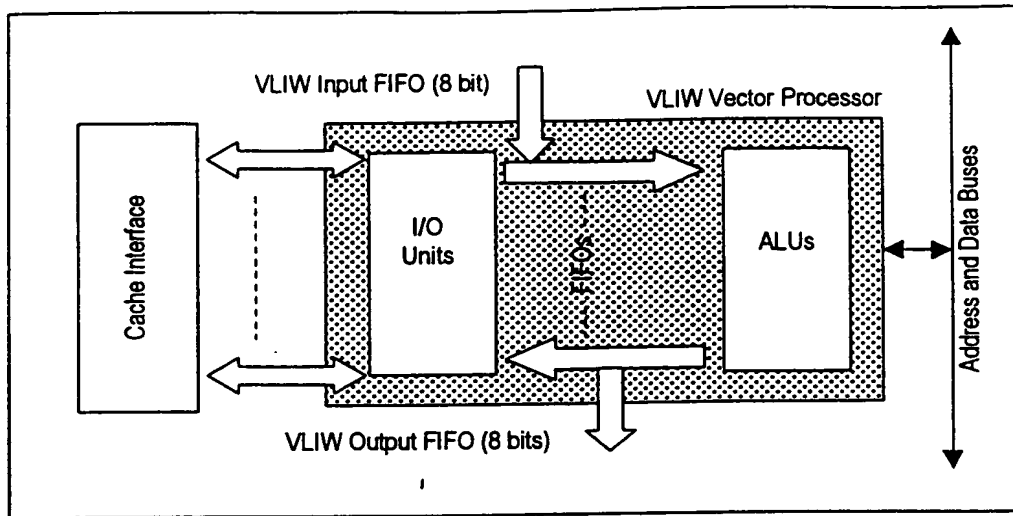 VLIW Input FIFO (8 bit)
VLIW Vector Processor
Cache Interface
I/O
Units
FIFOs
ALUs
Address and Data Buses
VLIW Output FIFO (8 bits)